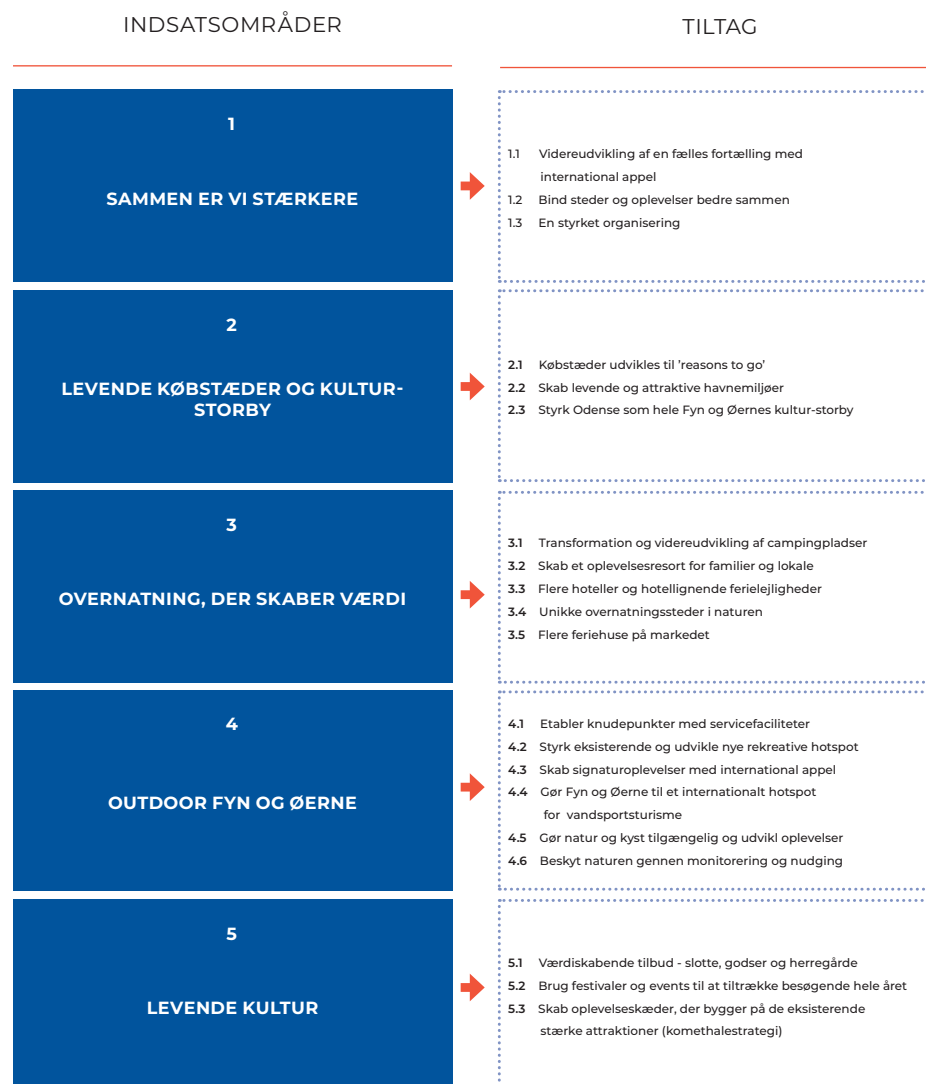 INDSATSOMRÅDER
TILTAG
1
SAMMEN ER VI STÆRKERE
1.1 Videreudvikling af en fælles fortælling med
international appel
1.2 Bind steder og oplevelser bedre sammen
1.3 En styrket organisering
2
LEVENDE KØBSTÆDER OG KULTUR-
STORBY
2.1 Købstæder udvikles til ’reasons to go’
2.2 Skab levende og attraktive havnemiljøer
2.3 Styrk Odense som hele Fyn og Øernes kultur-storby
3
OVERNATNING, DER SKABER VÆRDI
3.1 Transformation og videreudvikling af campingpladser
3.2 Skab et oplevelsesresort for familier og lokale
3.3 Flere hoteller og hotellignende ferielejligheder
3.4 Unikke overnatningssteder i naturen
3.5 Flere feriehuse på markedet
4
OUTDOOR FYN OG ØERNE
4.1 Etabler knudepunkter med servicefaciliteter
4.2 Styrk eksisterende og udvikle nye rekreative hotspot
4.3 Skab signaturoplevelser med international appel
4.4 Gør Fyn og Øerne til et internationalt hotspot
for vandsportsturisme
4.5 Gør natur og kyst tilgængelig og udvikl oplevelser
4.6 Beskyt naturen gennen monitorering og nudging
5
LEVENDE KULTUR
5.1 Værdiskabende tilbud - slotte, godser og herregårde
5.2 Brug festivaler og events til at tiltrække besøgende hele året
5.3 Skab oplevelseskæder, der bygger på de eksisterende
stærke attraktioner (komethalestrategi)